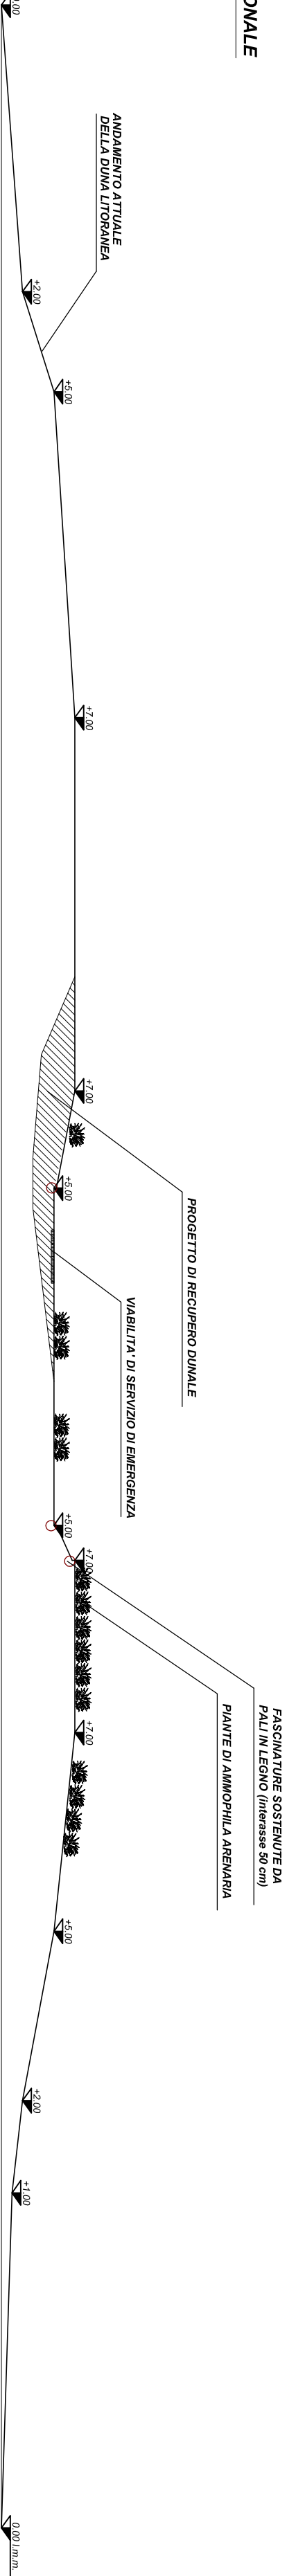 ONALE
.00
ANDAMENTO ATTUALE
DELLA DUNA LITORANEA
+2.00
+5.00
+7.00
+7.00
+5.00
PROGETTO DI RECUPERO DUNALE
VIABILITA' DI SERVIZIO DI EMERGENZA
+5.00
+7.00
FASCINATURE SOSTENUTE DA
PALI IN LEGNO (interasse 50 cm)
PIANTE DI AMMOPHILA ARENARIA
+7.00
+5.00
+2.00
+1.00
0.00 l.m.m.